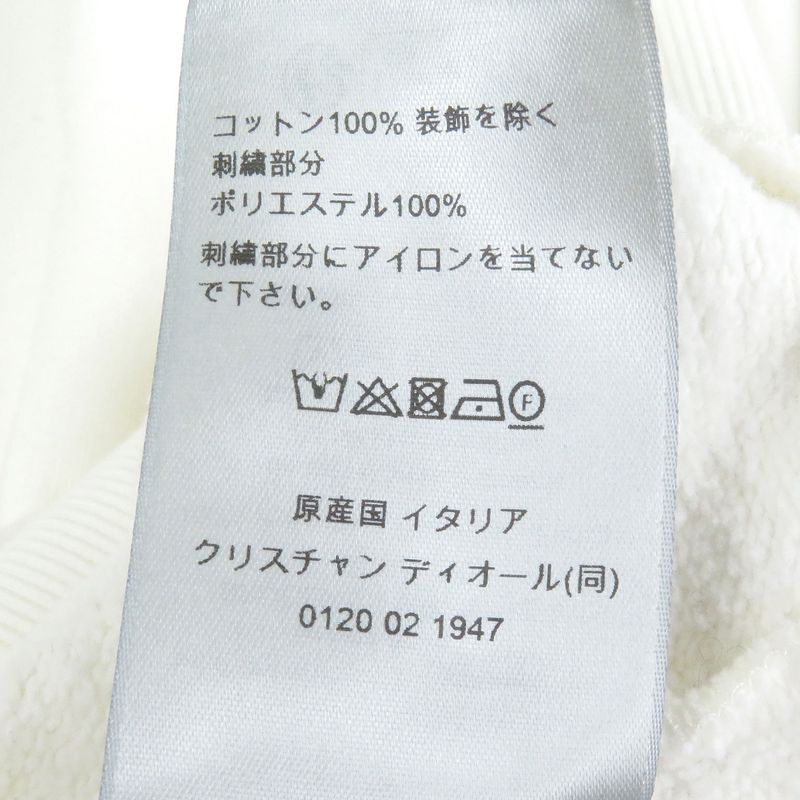 コットン100% 装飾を除く
刺繍部分
ポリエステル100%
刺繍部分にアイロンを当てない
で下さい。
F
原産国 イタリア
クリスチャン ディオール(同)
0120 02 1947